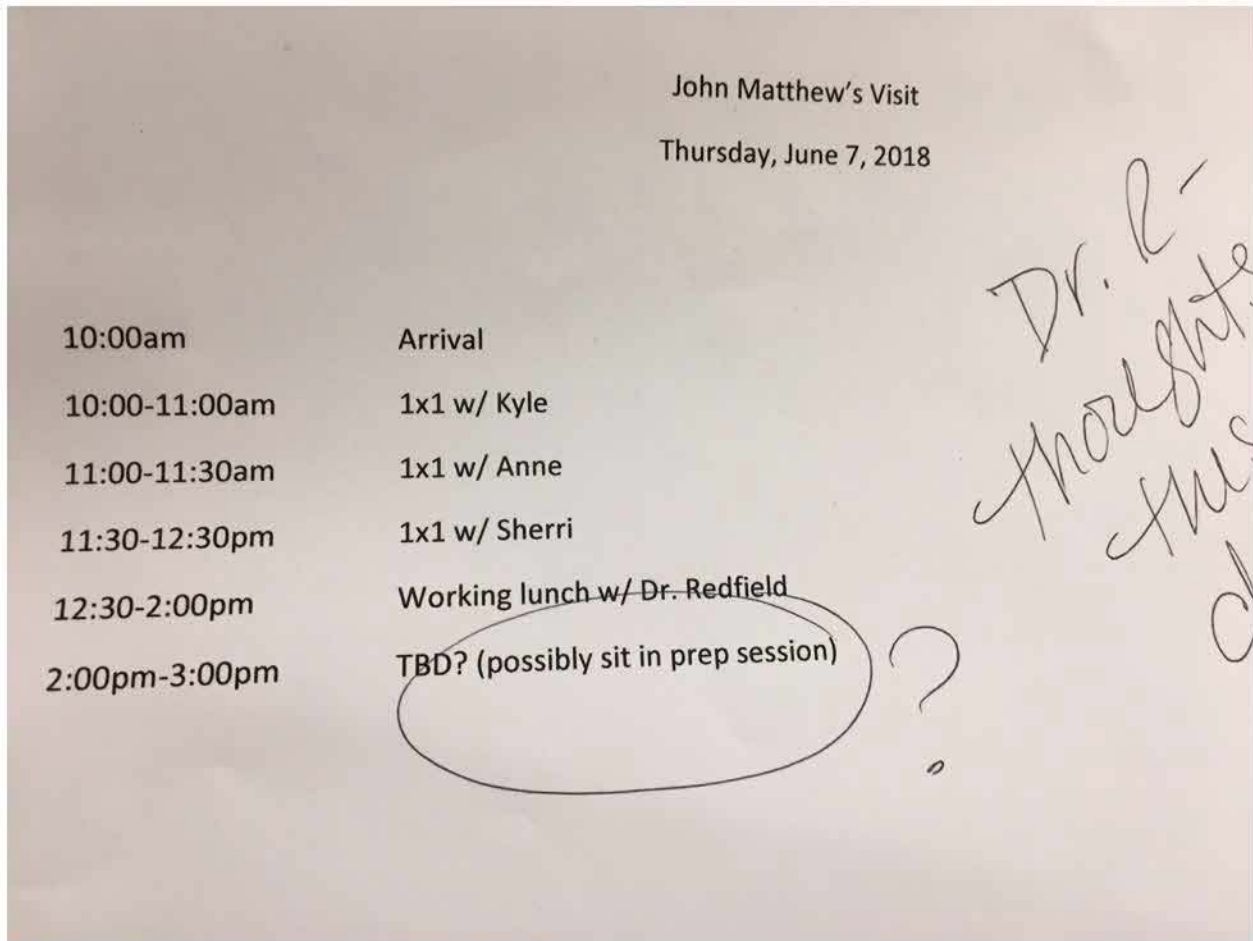 John Matthew's Visit
Thursday, June 7, 2018
10:00am Arrival
10:00-11:00am 1x1 w/ Kyle
11:00-11:30am 1x1 w/ Anne
11:30-12:30pm 1x1 w/ Sherri
12:30-2:00pm Working lunch w/ Dr. Redfield
2:00pm-3:00pm TBD? (possibly sit in prep session)
?
Dr. R-
thoughts
this